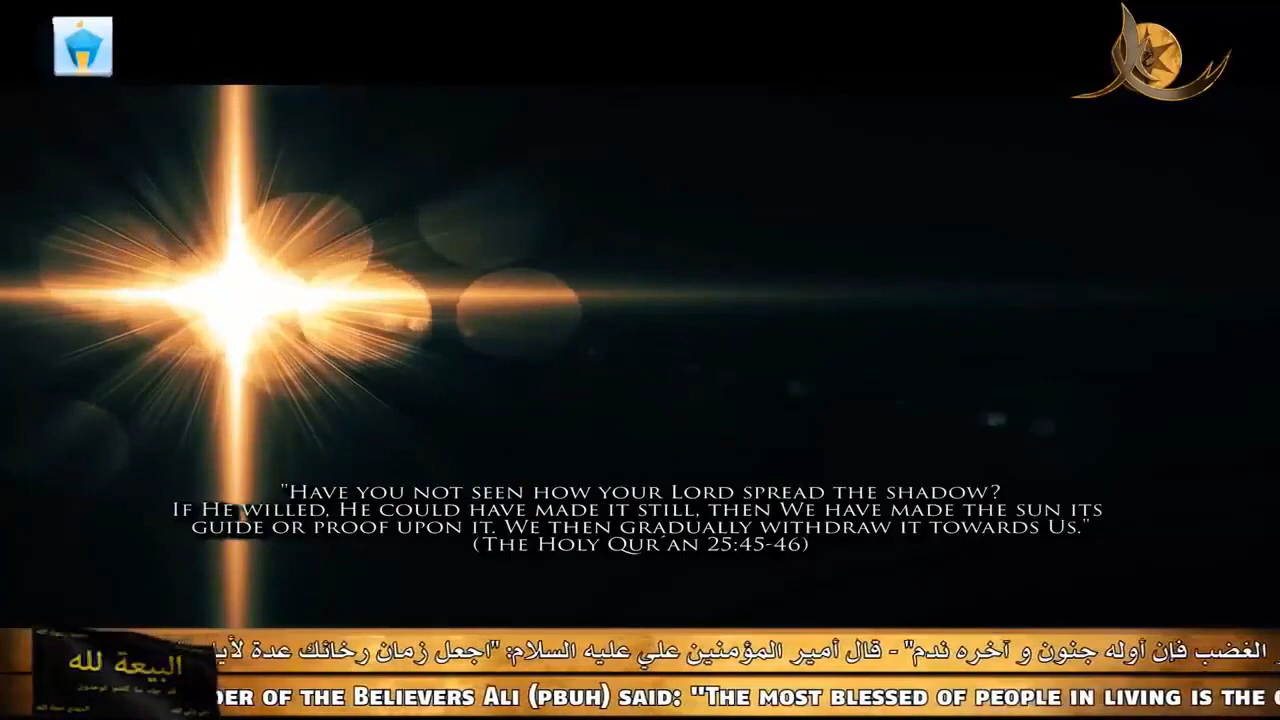 "Have you not seen how your Lord spread the shadow?
If He willed, He could have made it still, then We have made the sun its
guide or proof upon it. We then gradually withdraw it towards Us."
(The Holy Qur´an 25:45-46)
الغضب فإن أوله جنون و آخره ندم" - قال أمير المؤمنين علي عليه السلام: "اجعل زمان رخائك عدة لأيا
البيعة لله
der of the Believers Ali (pbuh) said: "The most blessed of people in living is the